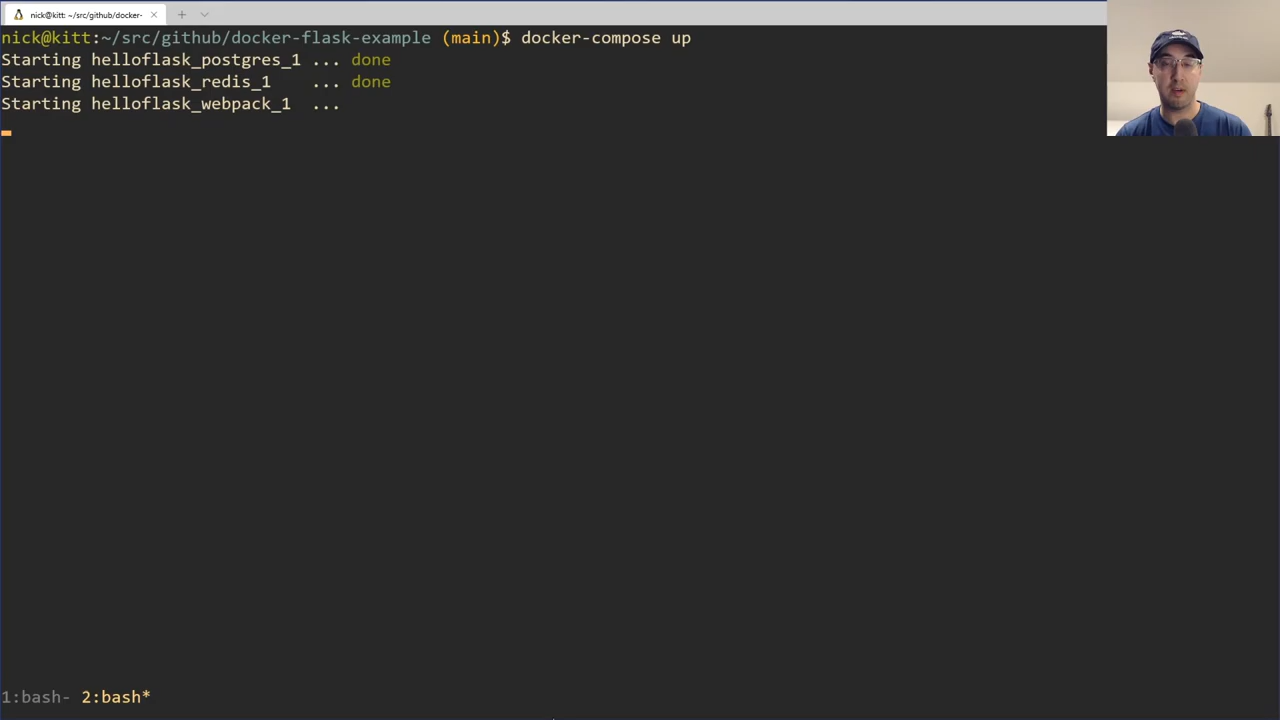 nick@kitt: ~/src/github/docker-
nick@kitt:~/src/github/docker-flask-example (main)$ docker-compose up
Starting helloflask_postgres_1 ... done
Starting helloflask_redis_1    ... done
Starting helloflask_webpack_1  ...
1:bash- 2:bash*